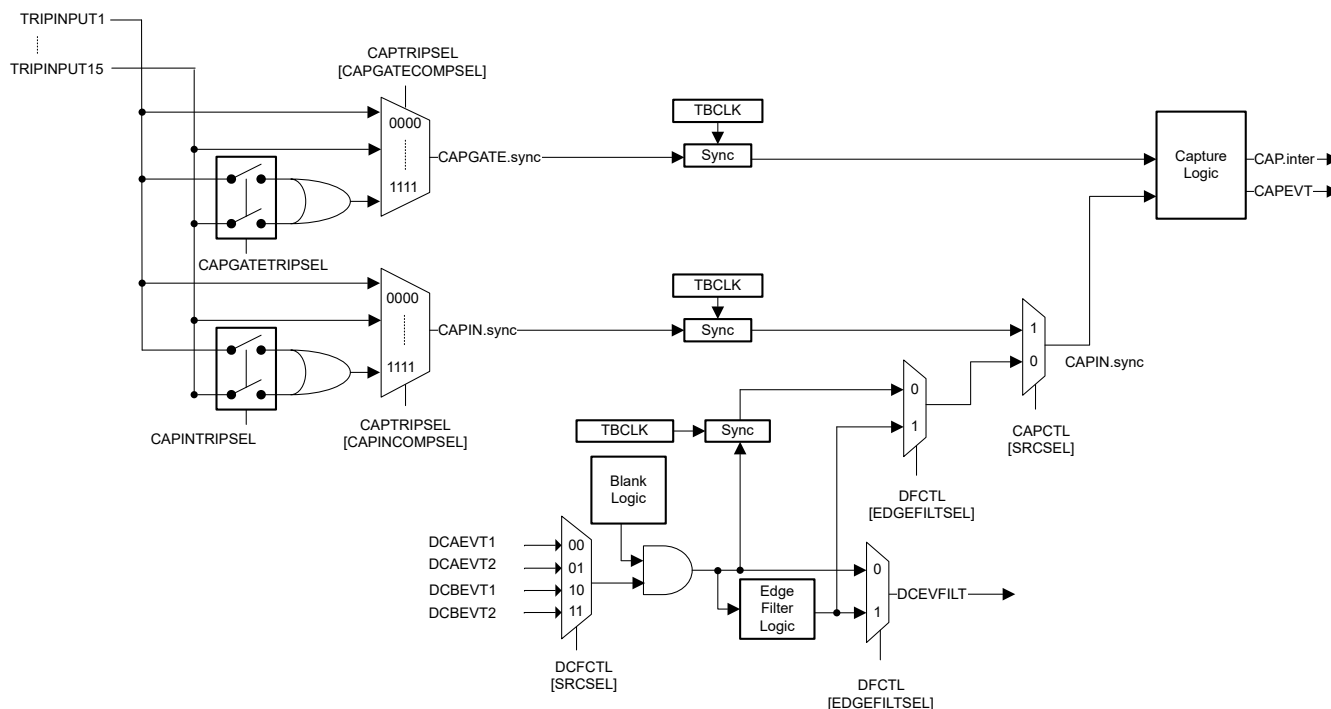 TRIPINPUT1
TRIPINPUT15
CAPTRIPSEL
[CAPGATECOMPSEL]
0000
1111
CAPGATE.sync
TBCLK
Sync
Capture
Logic
CAP.inter
CAPEVT
CAPGATETRIPSEL
0000
1111
CAPIN.sync
TBCLK
Sync
1
0
CAPIN.sync
CAPCTL
[SRCSEL]
CAPINTRIPSEL
CAPTRIPSEL
[CAPINCOMPSEL]
TBCLK
Sync
0
1
DFCTL
[EDGEFILTSEL]
Blank
Logic
DCAEVT1
DCAEVT2
DCBEVT1
DCBEVT2
00
01
10
11
DCFCTL
[SRCSEL]
Edge
Filter
Logic
0
1
DCEVFILT
DFCTL
[EDGEFILTSEL]